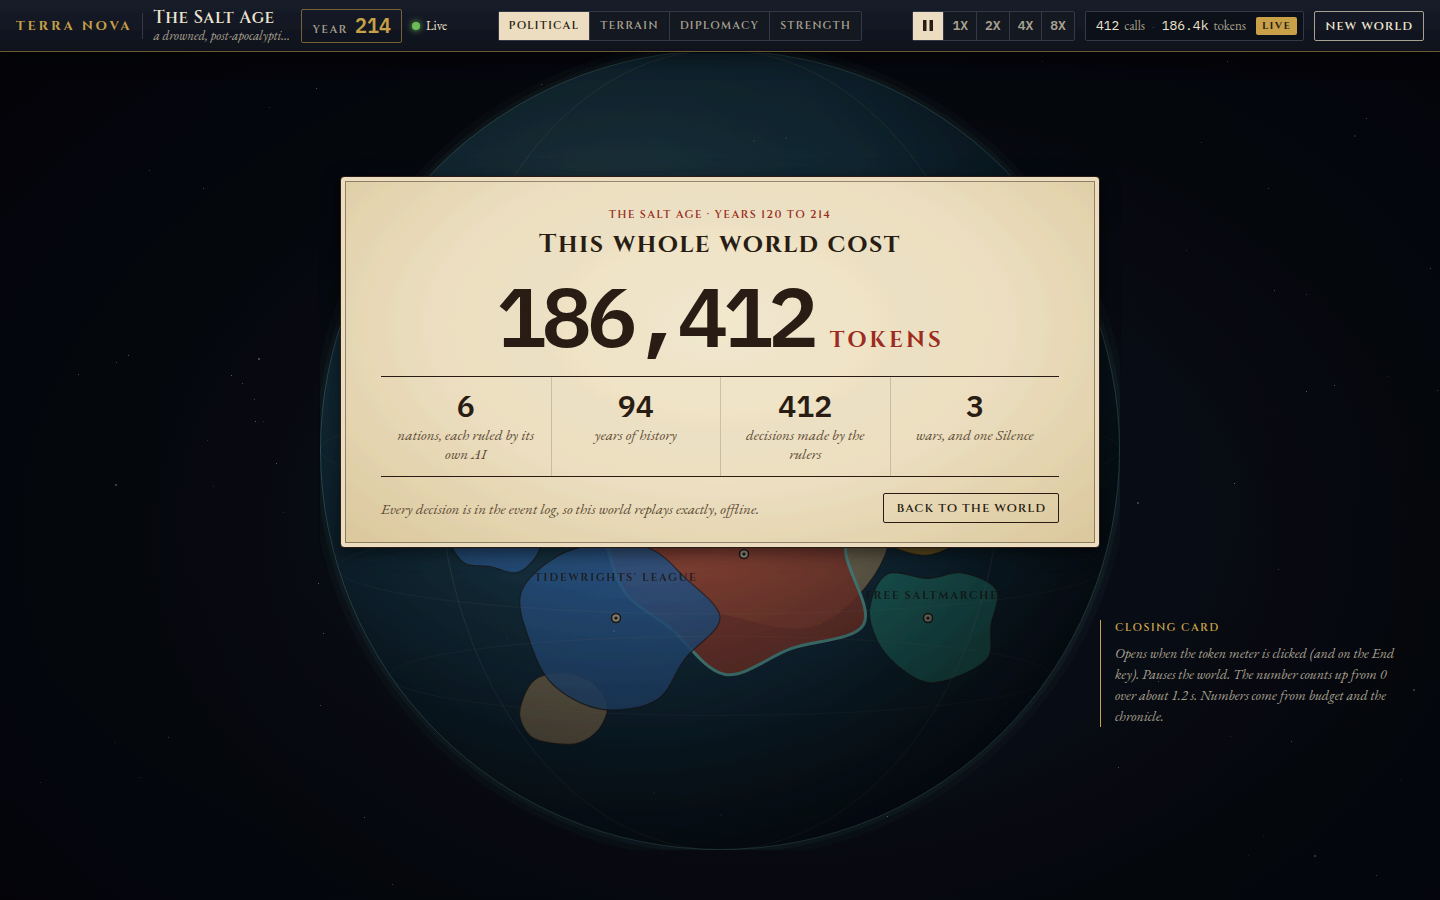 TERRA NOVA
The Salt Age
a drowned, post-apocalypti...
YEAR 214
Live
POLITICAL
TERRAIN
DIPLOMACY
STRENGTH
1X
2X
4X
8X
412 calls · 186.4k tokens
LIVE
NEW WORLD
THE SALT AGE · YEARS 120 TO 214
THIS WHOLE WORLD COST
186,412 TOKENS
6
nations, each ruled by its
own AI
94
years of history
412
decisions made by the
rulers
3
wars, and one Silence
Every decision is in the event log, so this world replays exactly, offline.
BACK TO THE WORLD
TIDEWRIGHTS' LEAGUE
CLOSING CARD
Opens when the token meter is clicked (and on the End
key). Pauses the world. The number counts up from 0
over about 1.2 s. Numbers come from budget and the
chronicle.